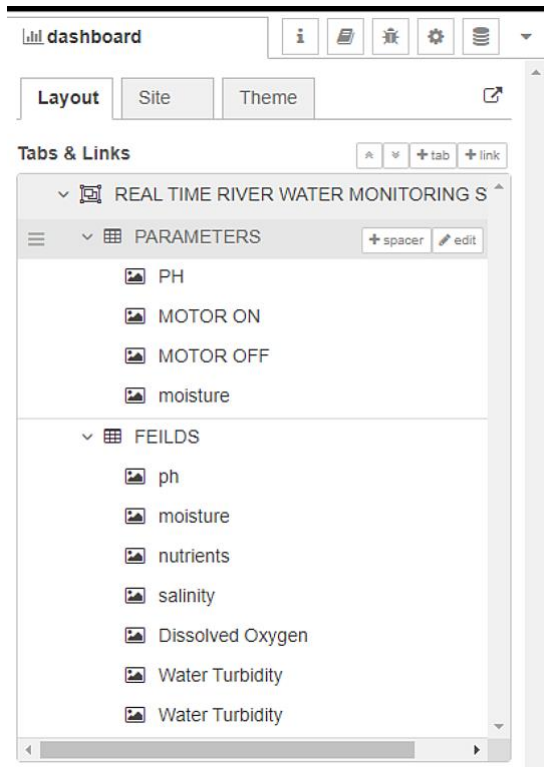 dashboard
Layout Site Theme
Tabs & Links
tab link
REAL TIME RIVER WATER MONITORING S
PARAMETERS spacer edit
PH
MOTOR ON
MOTOR OFF
moisture
FEILDS
ph
moisture
nutrients
salinity
Dissolved Oxygen
Water Turbidity
Water Turbidity